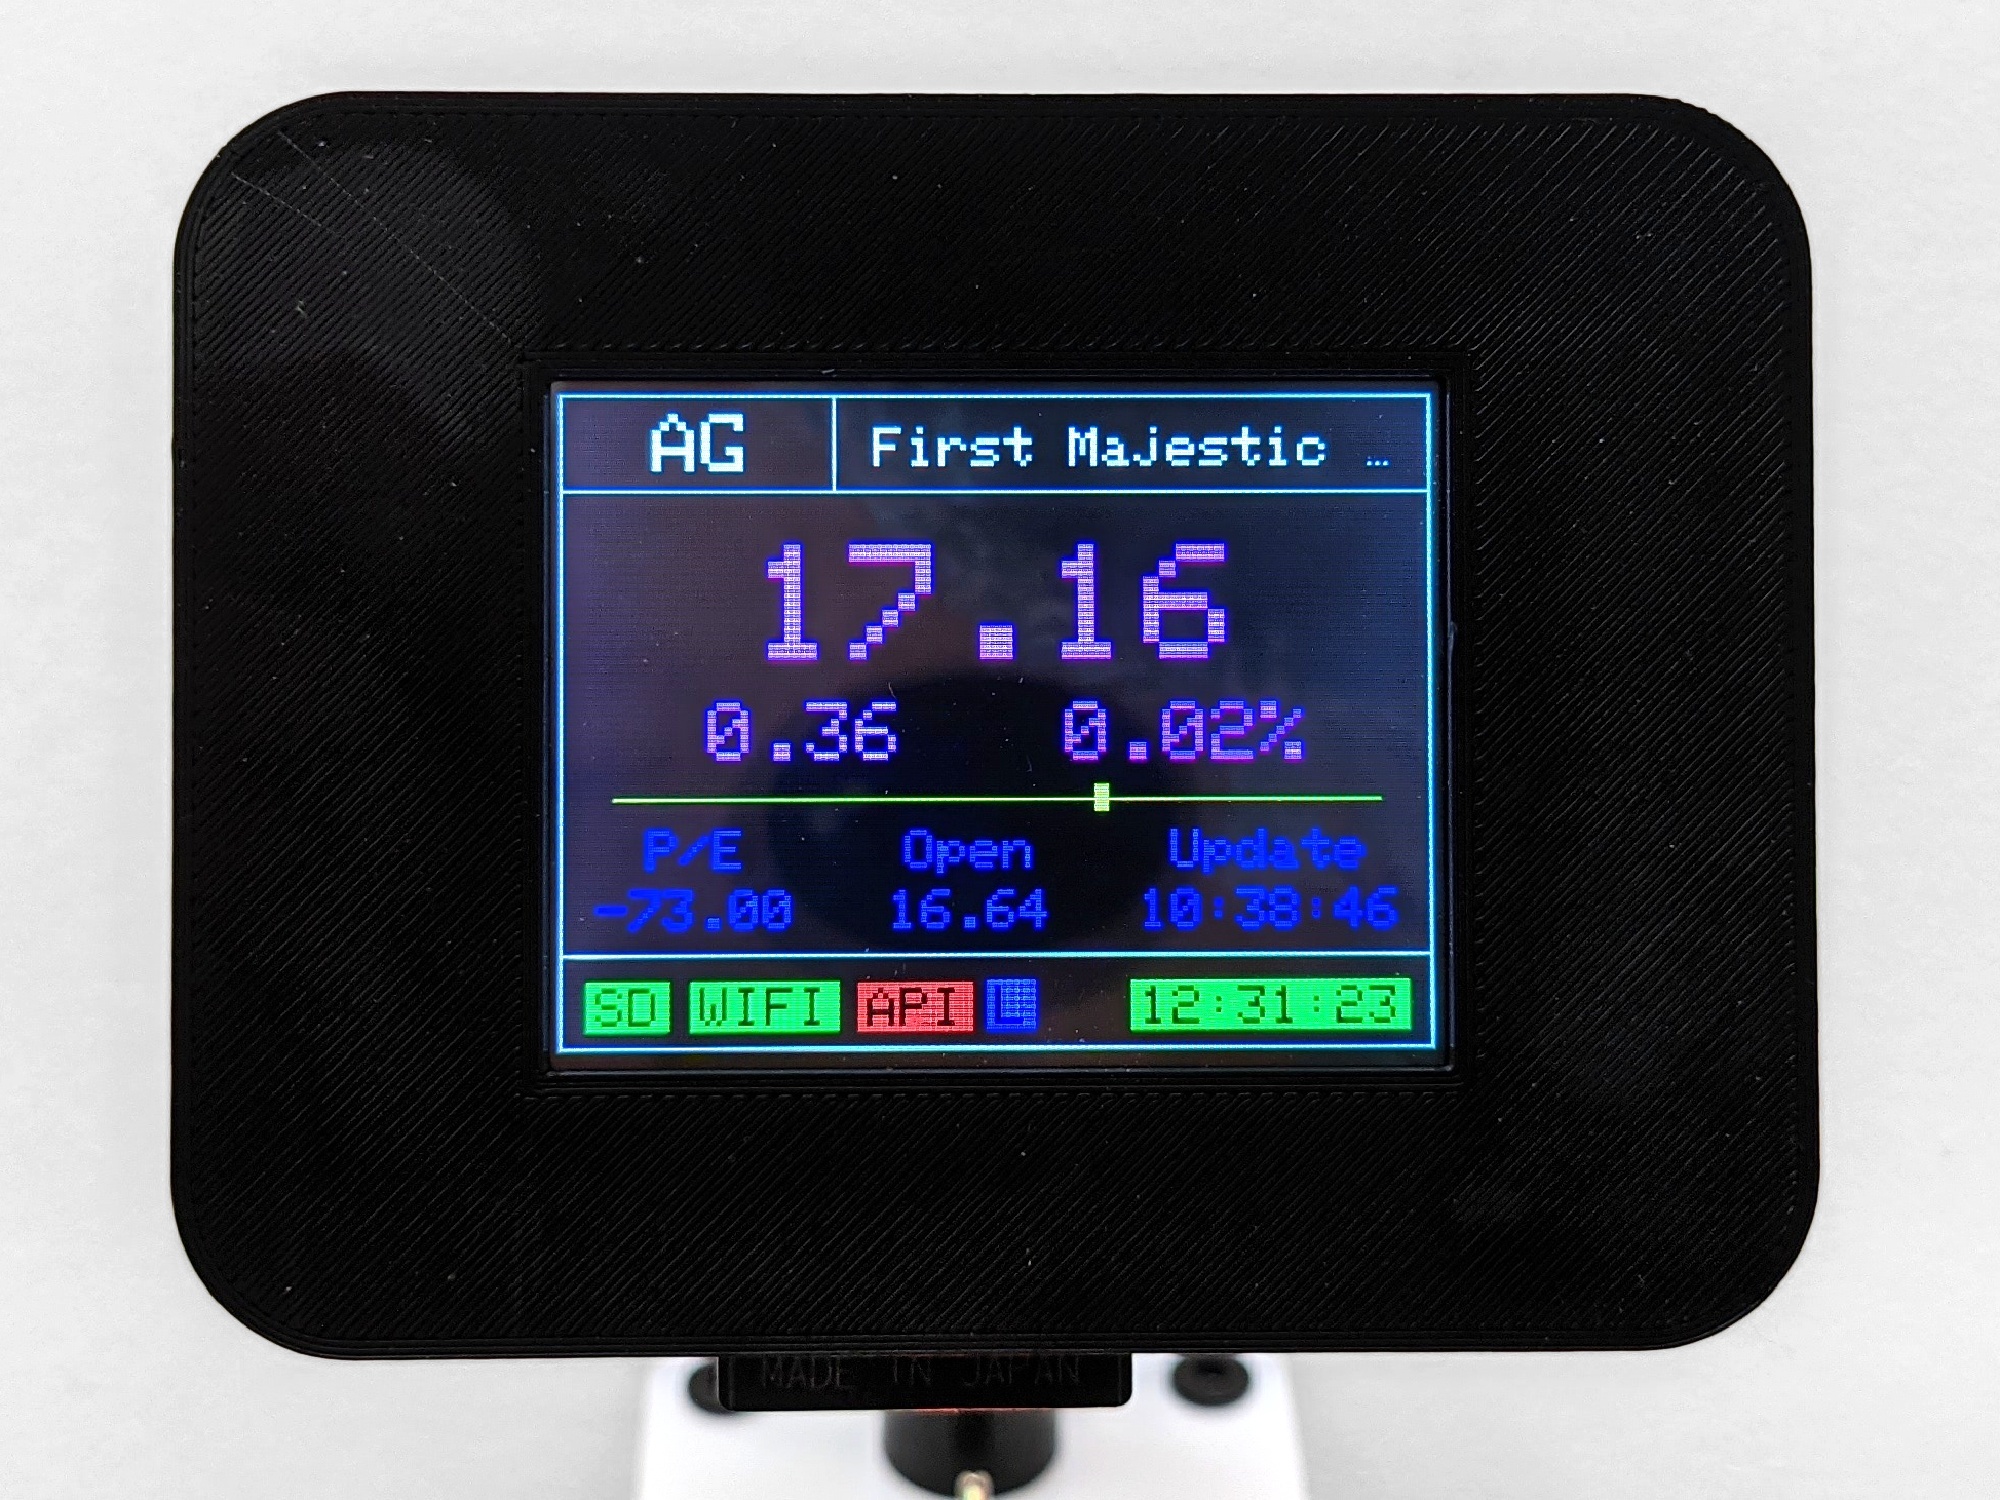 AG First Majestic …
17.16
0.36 0.02%
P/E Open Update
-73.00 16.64 10:38:46
SD WIFI API L 12:31:23
MADE IN JAPAN